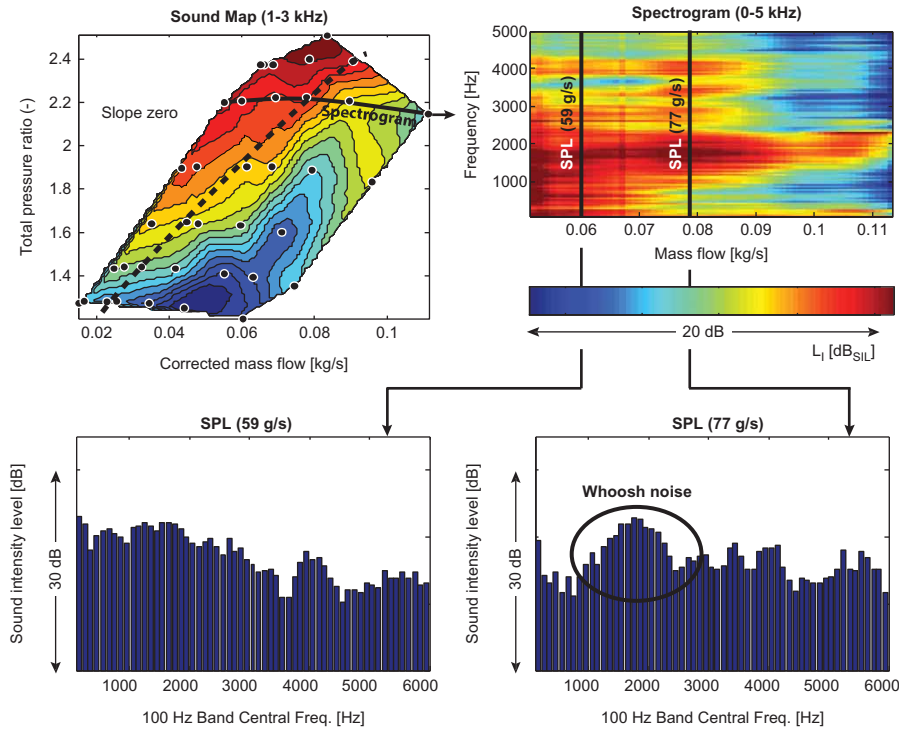 Sound Map (1-3 kHz)
2.4
2.2
2
1.8
1.6
1.4
Total pressure ratio (-)
Slope zero
Spectrogram
0.02
0.04
0.06
0.08
0.1
Corrected mass flow [kg/s]
Spectrogram (0-5 kHz)
5000
4000
3000
2000
1000
Frequency [Hz]
SPL (59 g/s)
SPL (77 g/s)
0.06
0.07
0.08
0.09
0.1
0.11
Mass flow [kg/s]
20 dB
L_I [dB_SIL]
SPL (59 g/s)
Sound intensity level [dB]
30 dB
1000
2000
3000
4000
5000
6000
100 Hz Band Central Freq. [Hz]
SPL (77 g/s)
Sound intensity level [dB]
30 dB
Whoosh noise
1000
2000
3000
4000
5000
6000
100 Hz Band Central Freq. [Hz]